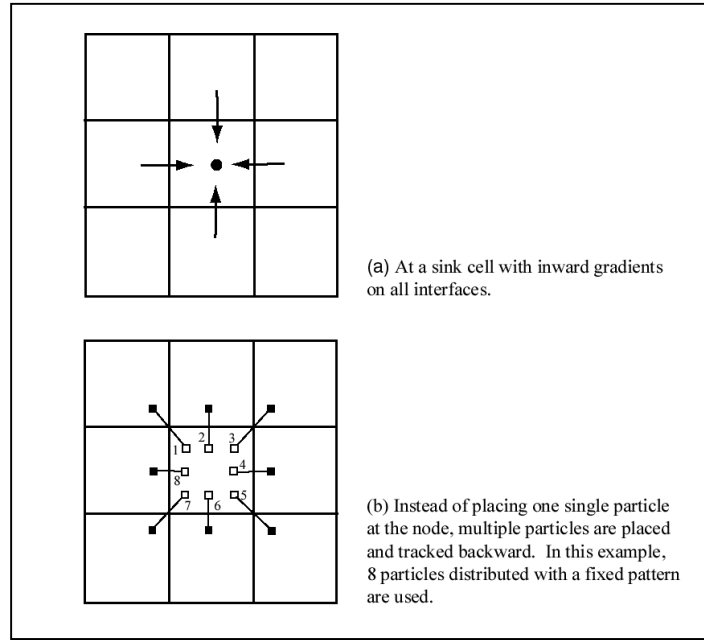 (a) At a sink cell with inward gradients
on all interfaces.
1
2
3
8
4
7
6
5
(b) Instead of placing one single particle
at the node, multiple particles are placed
and tracked backward. In this example,
8 particles distributed with a fixed pattern
are used.